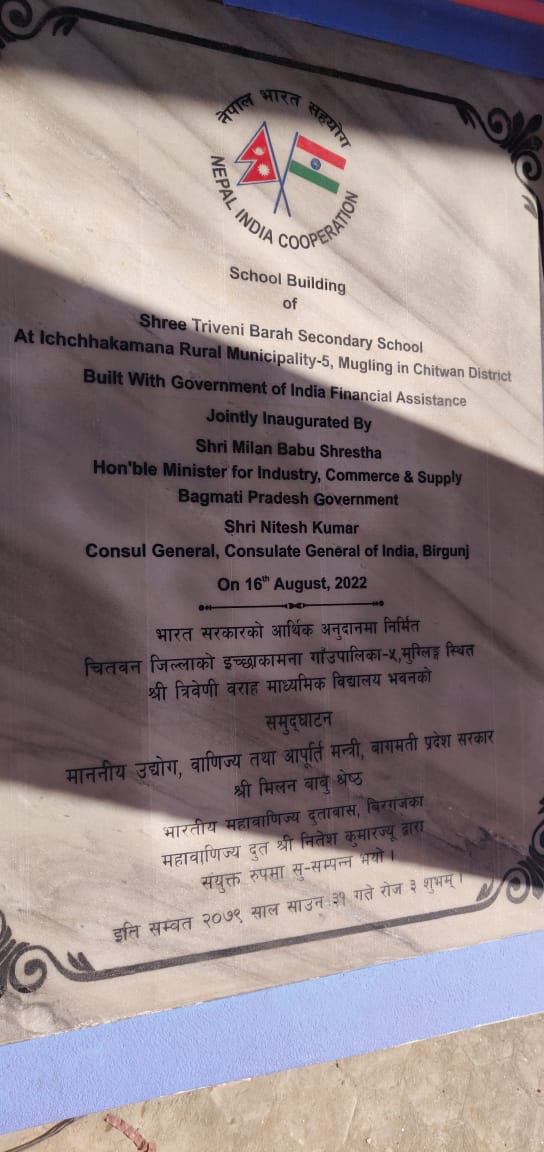 नेपाल भारत सहयोग
NEPAL INDIA COOPERATION
School Building
of
Shree Triveni Barah Secondary School
At Ichchhakamana Rural Municipality-5, Mugling in Chitwan District
Built With Government of India Financial Assistance
Jointly Inaugurated By
Shri Milan Babu Shrestha
Hon'ble Minister for Industry, Commerce & Supply
Bagmati Pradesh Government
Shri Nitesh Kumar
Consul General, Consulate General of India, Birgunj
On 16th August, 2022
भारत सरकारको आर्थिक अनुदानमा निर्मित
चितवन जिल्लाको इच्छाकामना गाँउपालिका-५,मुग्लिङ्ग स्थित
श्री त्रिवेणी वराह माध्यमिक विद्यालय भवनको
समुद्घाटन
माननीय उद्योग, वाणिज्य तथा आपूर्ति मन्त्री, वागमती प्रदेश सरकार
श्री मिलन बाबु श्रेष्ठ
भारतीय महावाणिज्य दुतावास, बिरगंजका
महावाणिज्य दुत श्री नितेश कुमारज्यू द्वारा
संयुक्त रुपमा सु-सम्पन्न भयो ।
इति सम्वत २०७९ साल साउन ३१ गते रोज ३ शुभम् ।